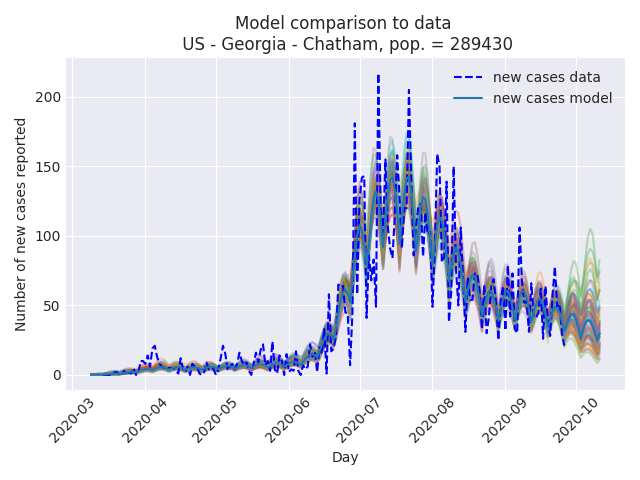 Model comparison to data
US - Georgia - Chatham, pop. = 289430
new cases data
new cases model
Number of new cases reported
200
150
100
50
0
2020-03
2020-04
2020-05
2020-06
2020-07
2020-08
2020-09
2020-10
Day